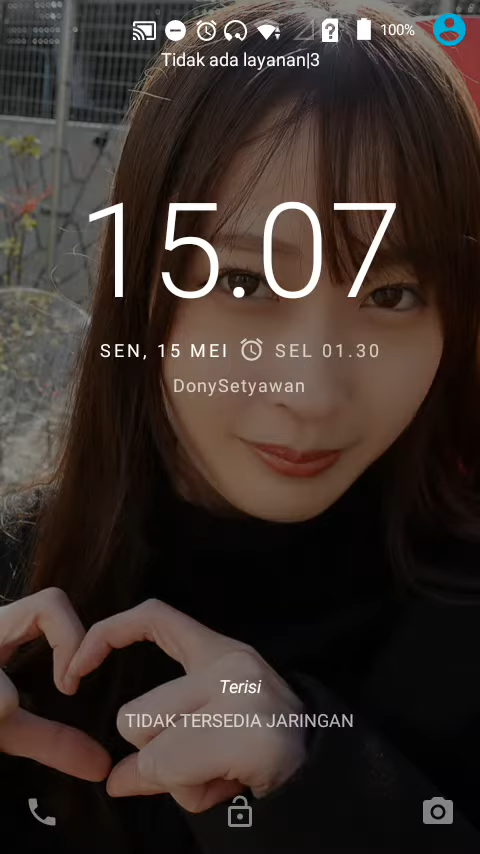 100%
Tidak ada layanan|3
15.07
SEN, 15 MEI SEL 01.30
DonySetyawan
Terisi
TIDAK TERSEDIA JARINGAN